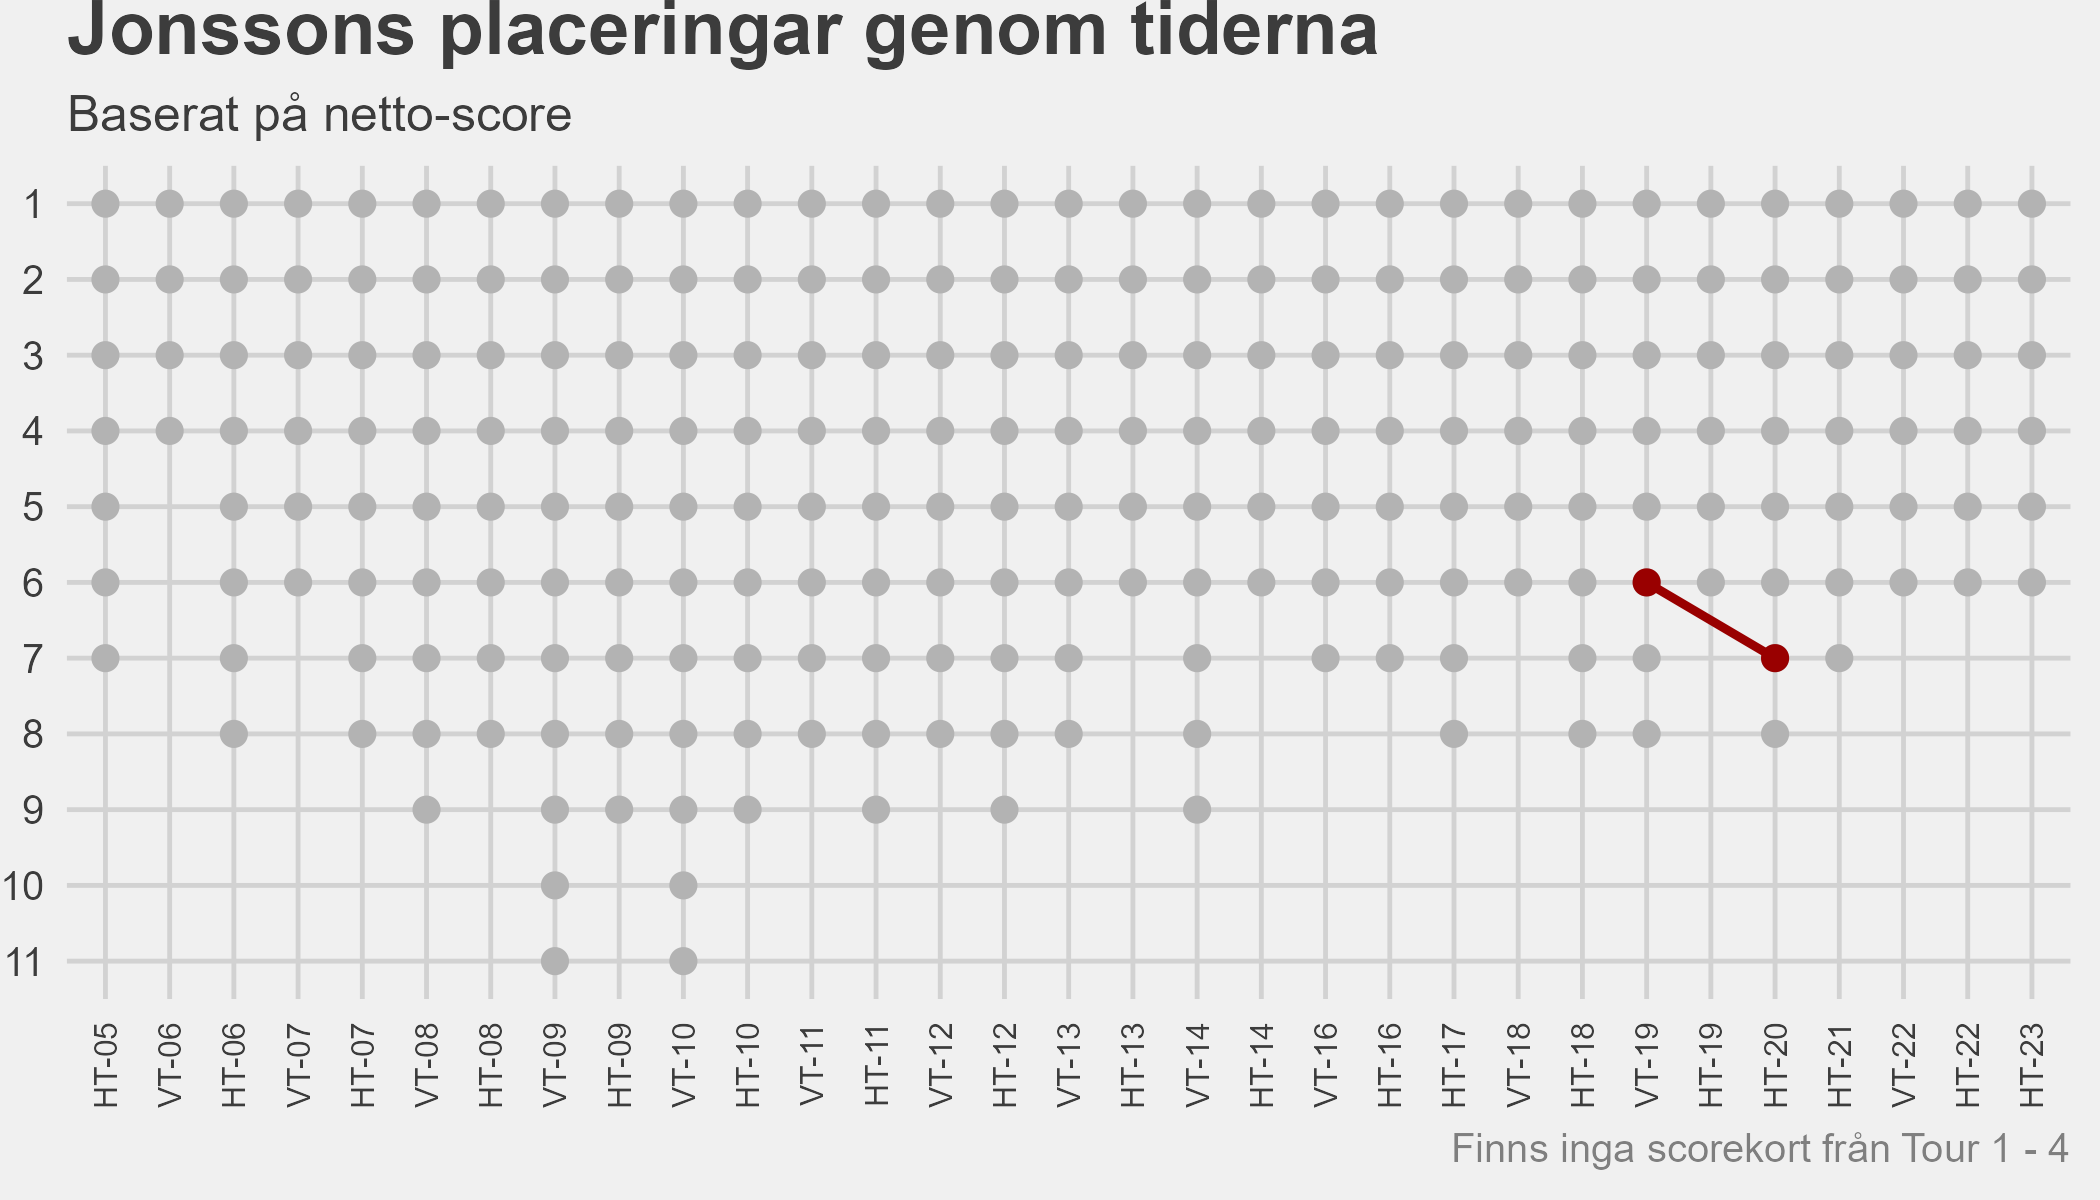 Jonssons placeringar genom tiderna
Baserat på netto-score
1
2
3
4
5
6
7
8
9
10
11
HT-05
VT-06
HT-06
VT-07
HT-07
VT-08
HT-08
VT-09
HT-09
VT-10
HT-10
VT-11
HT-11
VT-12
HT-12
VT-13
HT-13
VT-14
HT-14
VT-16
HT-16
HT-17
VT-18
HT-18
VT-19
HT-19
HT-20
HT-21
VT-22
HT-22
HT-23
Finns inga scorekort från Tour 1 - 4